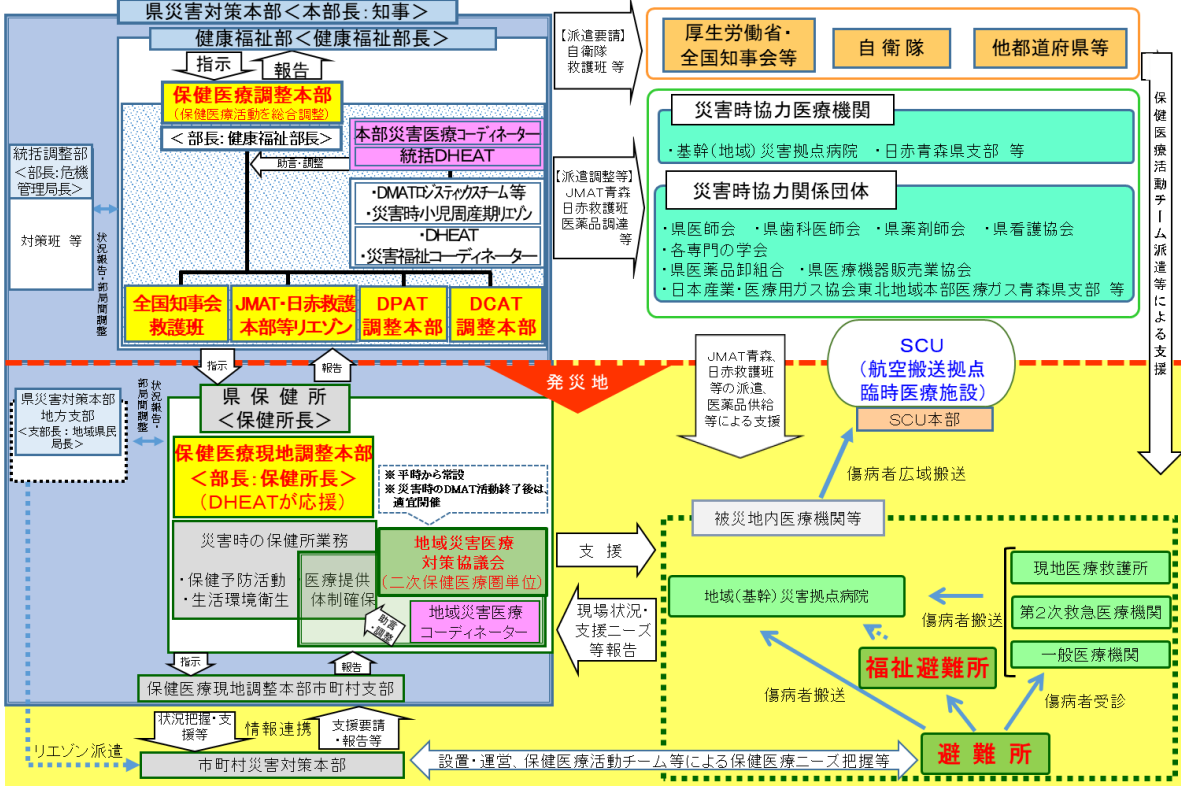 県災害対策本部<本部長:知事>
健康福祉部<健康福祉部長>
指示
報告
保健医療調整本部
(保健医療活動を総合調整)
<部長:健康福祉部長>
本部災害医療コーディネーター
統括DHEAT
助言・調整
・DMATロジスティックスチーム等
・災害時小児周産期リエゾン
・DHEAT
・災害福祉コーディネーター
統括調整部
<部長:危機
管理局長>
対策班 等
状況報告・部局間調整
全国知事会
救護班
JMAT・日赤救護
本部等リエゾン
DPAT
調整本部
DCAT
調整本部
【派遣要請】
自衛隊
救護班 等
厚生労働省・
全国知事会等
自衛隊
他都道府県等
【派遣調整等】
JMAT青森
日赤救護班
医薬品調達
等
災害時協力医療機関
・基幹(地域)災害拠点病院 ・日赤青森県支部 等
災害時協力関係団体
・県医師会 ・県歯科医師会 ・県薬剤師会 ・県看護協会
・各専門の学会
・県医薬品卸組合 ・県医療機器販売業協会
・日本産業・医療用ガス協会東北地域本部医療ガス青森県支部 等
保健医療活動チーム派遣等による支援
指示
報告
発災地
JMAT青森、
日赤救護班
等の派遣、
医薬品供給
等による支援
SCU
(航空搬送拠点
臨時医療施設)
SCU本部
県災害対策本部
地方支部
<支部長:地域県民
局長>
状況報告・
部局間調整
県保健所
<保健所長>
保健医療現地調整本部
<部長:保健所長>
(DHEATが応援)
※平時から常設
※災害時のDMAT活動終了後は、
適宜開催
災害時の保健所業務
・保健予防活動
・生活環境衛生
医療提供
体制確保
地域災害医療
対策協議会
(二次保健医療圏単位)
地域災害医療
コーディネーター
助言
・調整
支援
現場状況・
支援ニーズ
等報告
傷病者広域搬送
被災地内医療機関等
地域(基幹)災害拠点病院
傷病者搬送
現地医療救護所
第2次救急医療機関
一般医療機関
福祉避難所
傷病者搬送
傷病者受診
避難所
指示
報告
保健医療現地調整本部市町村支部
状況把握・支
援等
情報連携
支援要請
・報告等
リエゾン派遣
市町村災害対策本部
設置・運営、保健医療活動チーム等による保健医療ニーズ把握等